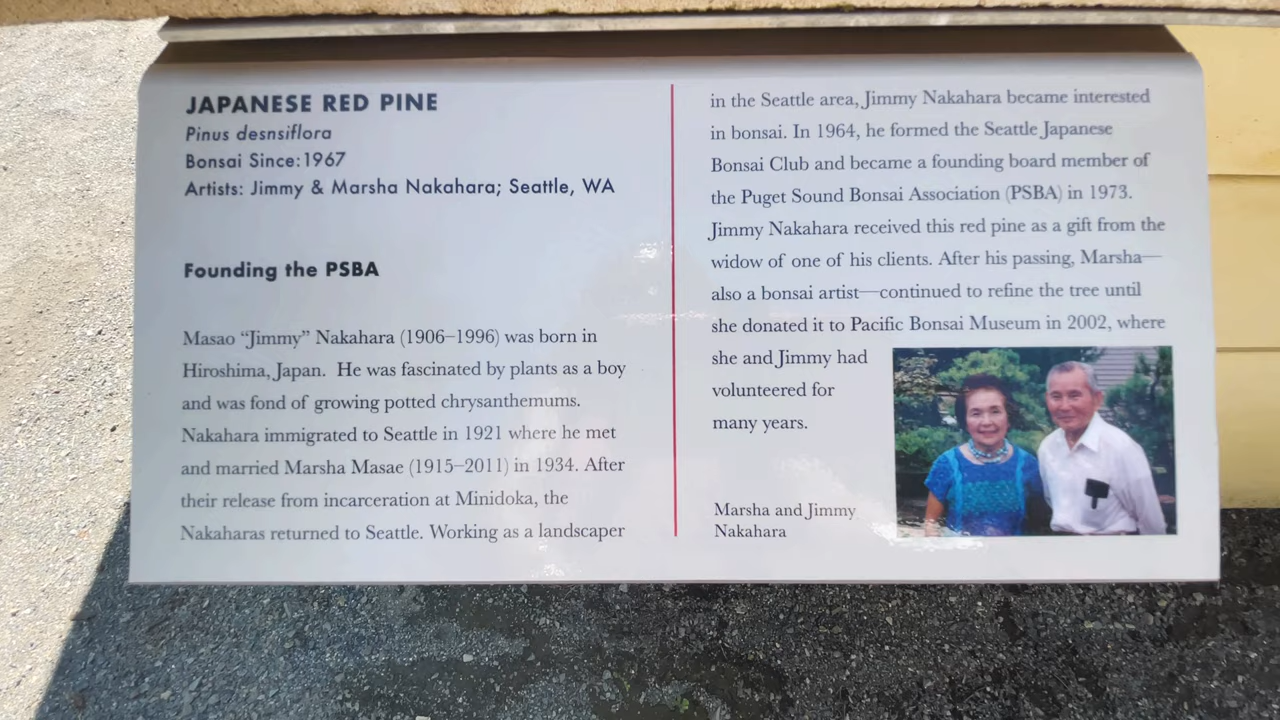 JAPANESE RED PINE
Pinus desnsiflora
Bonsai Since:1967
Artists: Jimmy & Marsha Nakahara; Seattle, WA
Founding the PSBA
Masao “Jimmy” Nakahara (1906–1996) was born in
Hiroshima, Japan. He was fascinated by plants as a boy
and was fond of growing potted chrysanthemums.
Nakahara immigrated to Seattle in 1921 where he met
and married Marsha Masae (1915–2011) in 1934. After
their release from incarceration at Minidoka, the
Nakaharas returned to Seattle. Working as a landscaper
in the Seattle area, Jimmy Nakahara became interested
in bonsai. In 1964, he formed the Seattle Japanese
Bonsai Club and became a founding board member of
the Puget Sound Bonsai Association (PSBA) in 1973.
Jimmy Nakahara received this red pine as a gift from the
widow of one of his clients. After his passing, Marsha—
also a bonsai artist—continued to refine the tree until
she donated it to Pacific Bonsai Museum in 2002, where
she and Jimmy had
volunteered for
many years.
Marsha and Jimmy
Nakahara